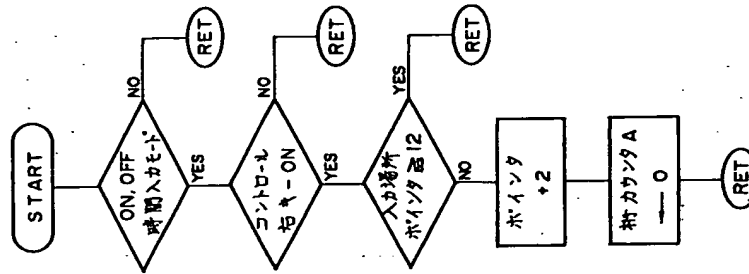 START
ON, OFF
時間入力モード
NO
RET
YES
コントロール
右キーON
NO
RET
YES
入力場所
ポインタ≧12
YES
RET
NO
ポインタ
+2
桁カウンタA
←0
RET